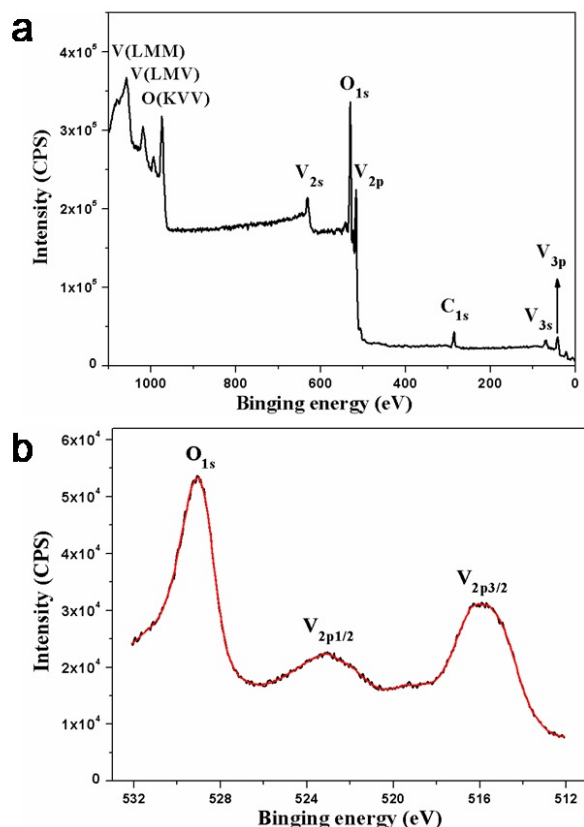 a
Intensity (CPS)
4x10⁵
3x10⁵
2x10⁵
1x10⁵
0
V(LMM)
V(LMV)
O(KVV)
V2s
O1s
V2p
C1s
V3s
V3p
1000 800 600 400 200 0
Binging energy (eV)
b
Intensity (CPS)
6x10⁴
5x10⁴
4x10⁴
3x10⁴
2x10⁴
1x10⁴
0
O1s
V2p1/2
V2p3/2
532 528 524 520 516 512
Binging energy (eV)